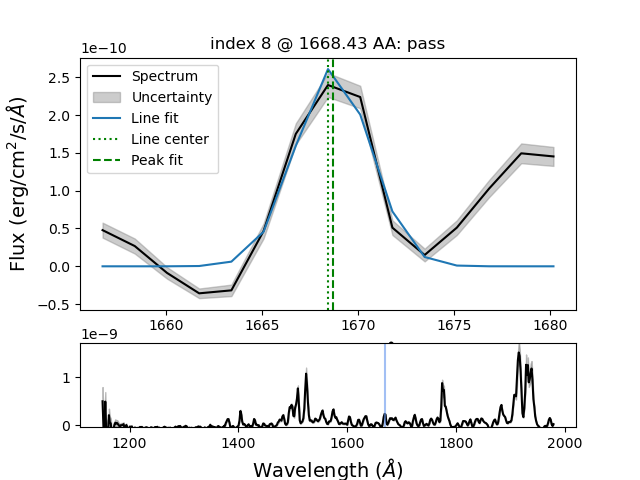 index 8 @ 1668.43 AA: pass
1e−10
Flux (erg/cm²/s/Å)
2.5
2.0
1.5
1.0
0.5
0.0
−0.5
Spectrum
Uncertainty
Line fit
Line center
Peak fit
1660 1665 1670 1675 1680
1e−9
1
0
1200 1400 1600 1800 2000
Wavelength (Å)